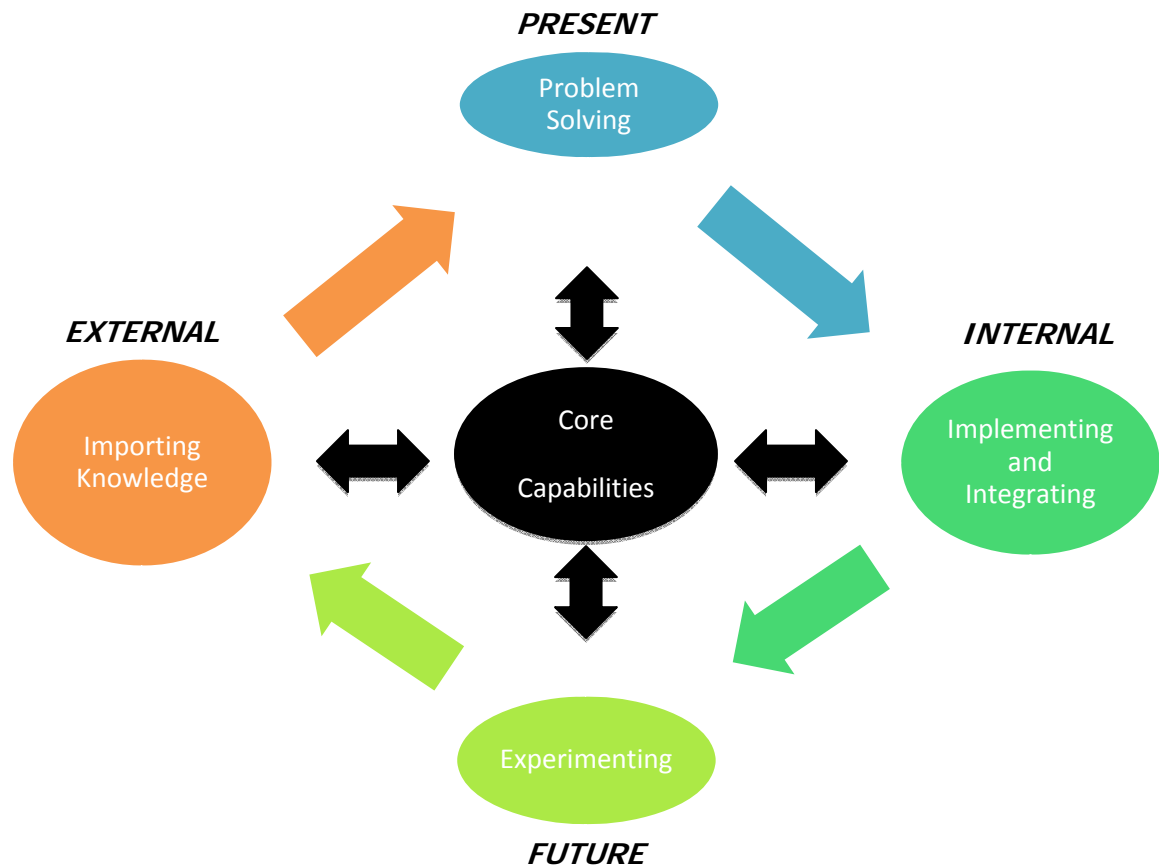 PRESENT
Problem
Solving
EXTERNAL
INTERNAL
Importing
Knowledge
Core
Capabilities
Implementing
and
Integrating
Experimenting
FUTURE